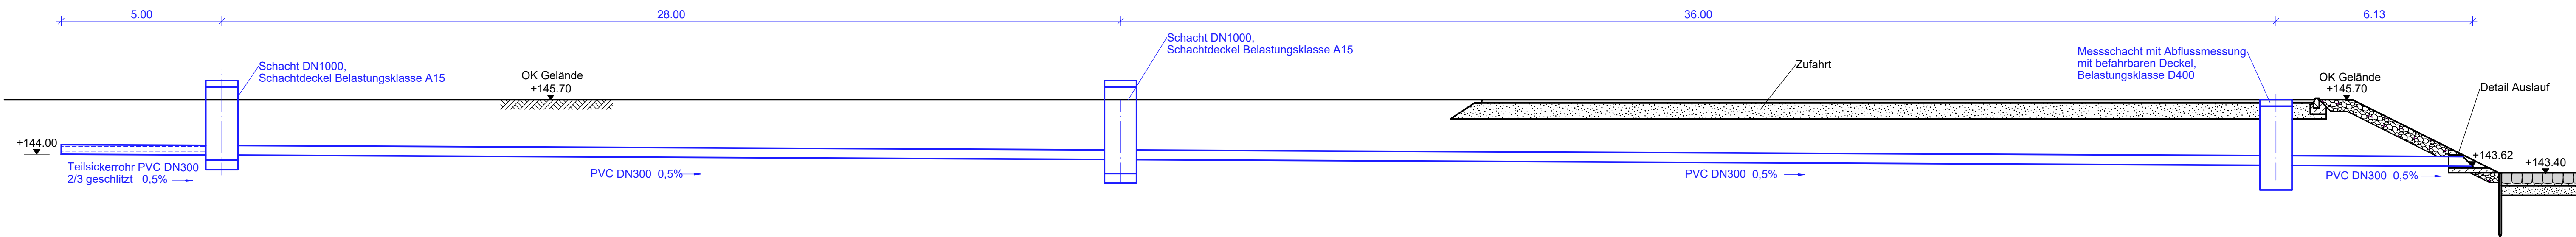 5.00
28.00
36.00
6.13
Schacht DN1000,
Schachtdeckel Belastungsklasse A15
Schacht DN1000,
Schachtdeckel Belastungsklasse A15
OK Gelände
+145.70
Zufahrt
Messschacht mit Abflussmessung
mit befahrbaren Deckel,
Belastungsklasse D400
OK Gelände
+145.70
Detail Auslauf
+144.00
Teilsickerrohr PVC DN300
2/3 geschlitzt 0,5%
PVC DN300 0,5%
PVC DN300 0,5%
PVC DN300 0,5%
+143.62
+143.40